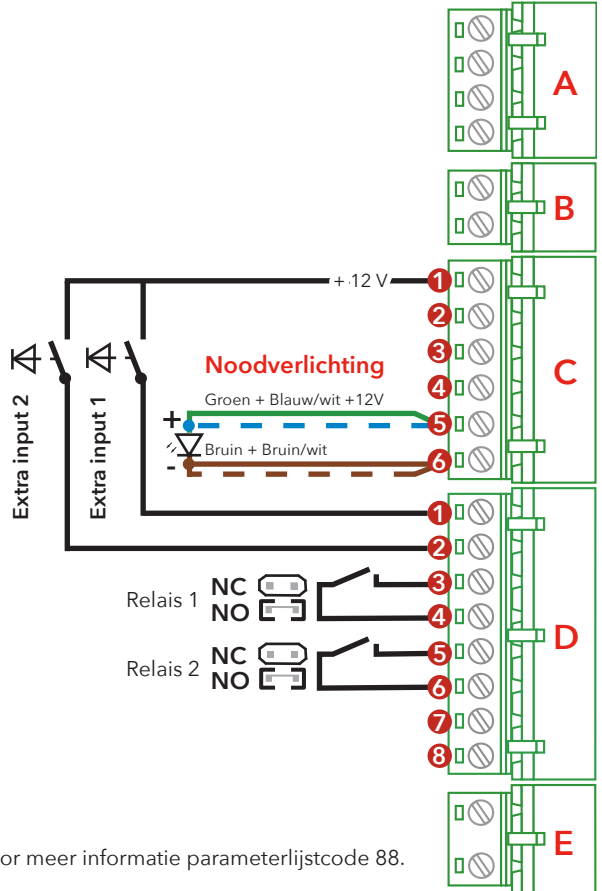 A
B
+ 12 V
1
2
3
4
5
6
C
Noodverlichting
Groen + Blauw/wit +12V
+
Bruin + Bruin/wit
-
Extra input 2
Extra input 1
1
2
3
4
5
6
7
8
D
Relais 1
NC
NO
Relais 2
NC
NO
E
or meer informatie parameterlijstcode 88.